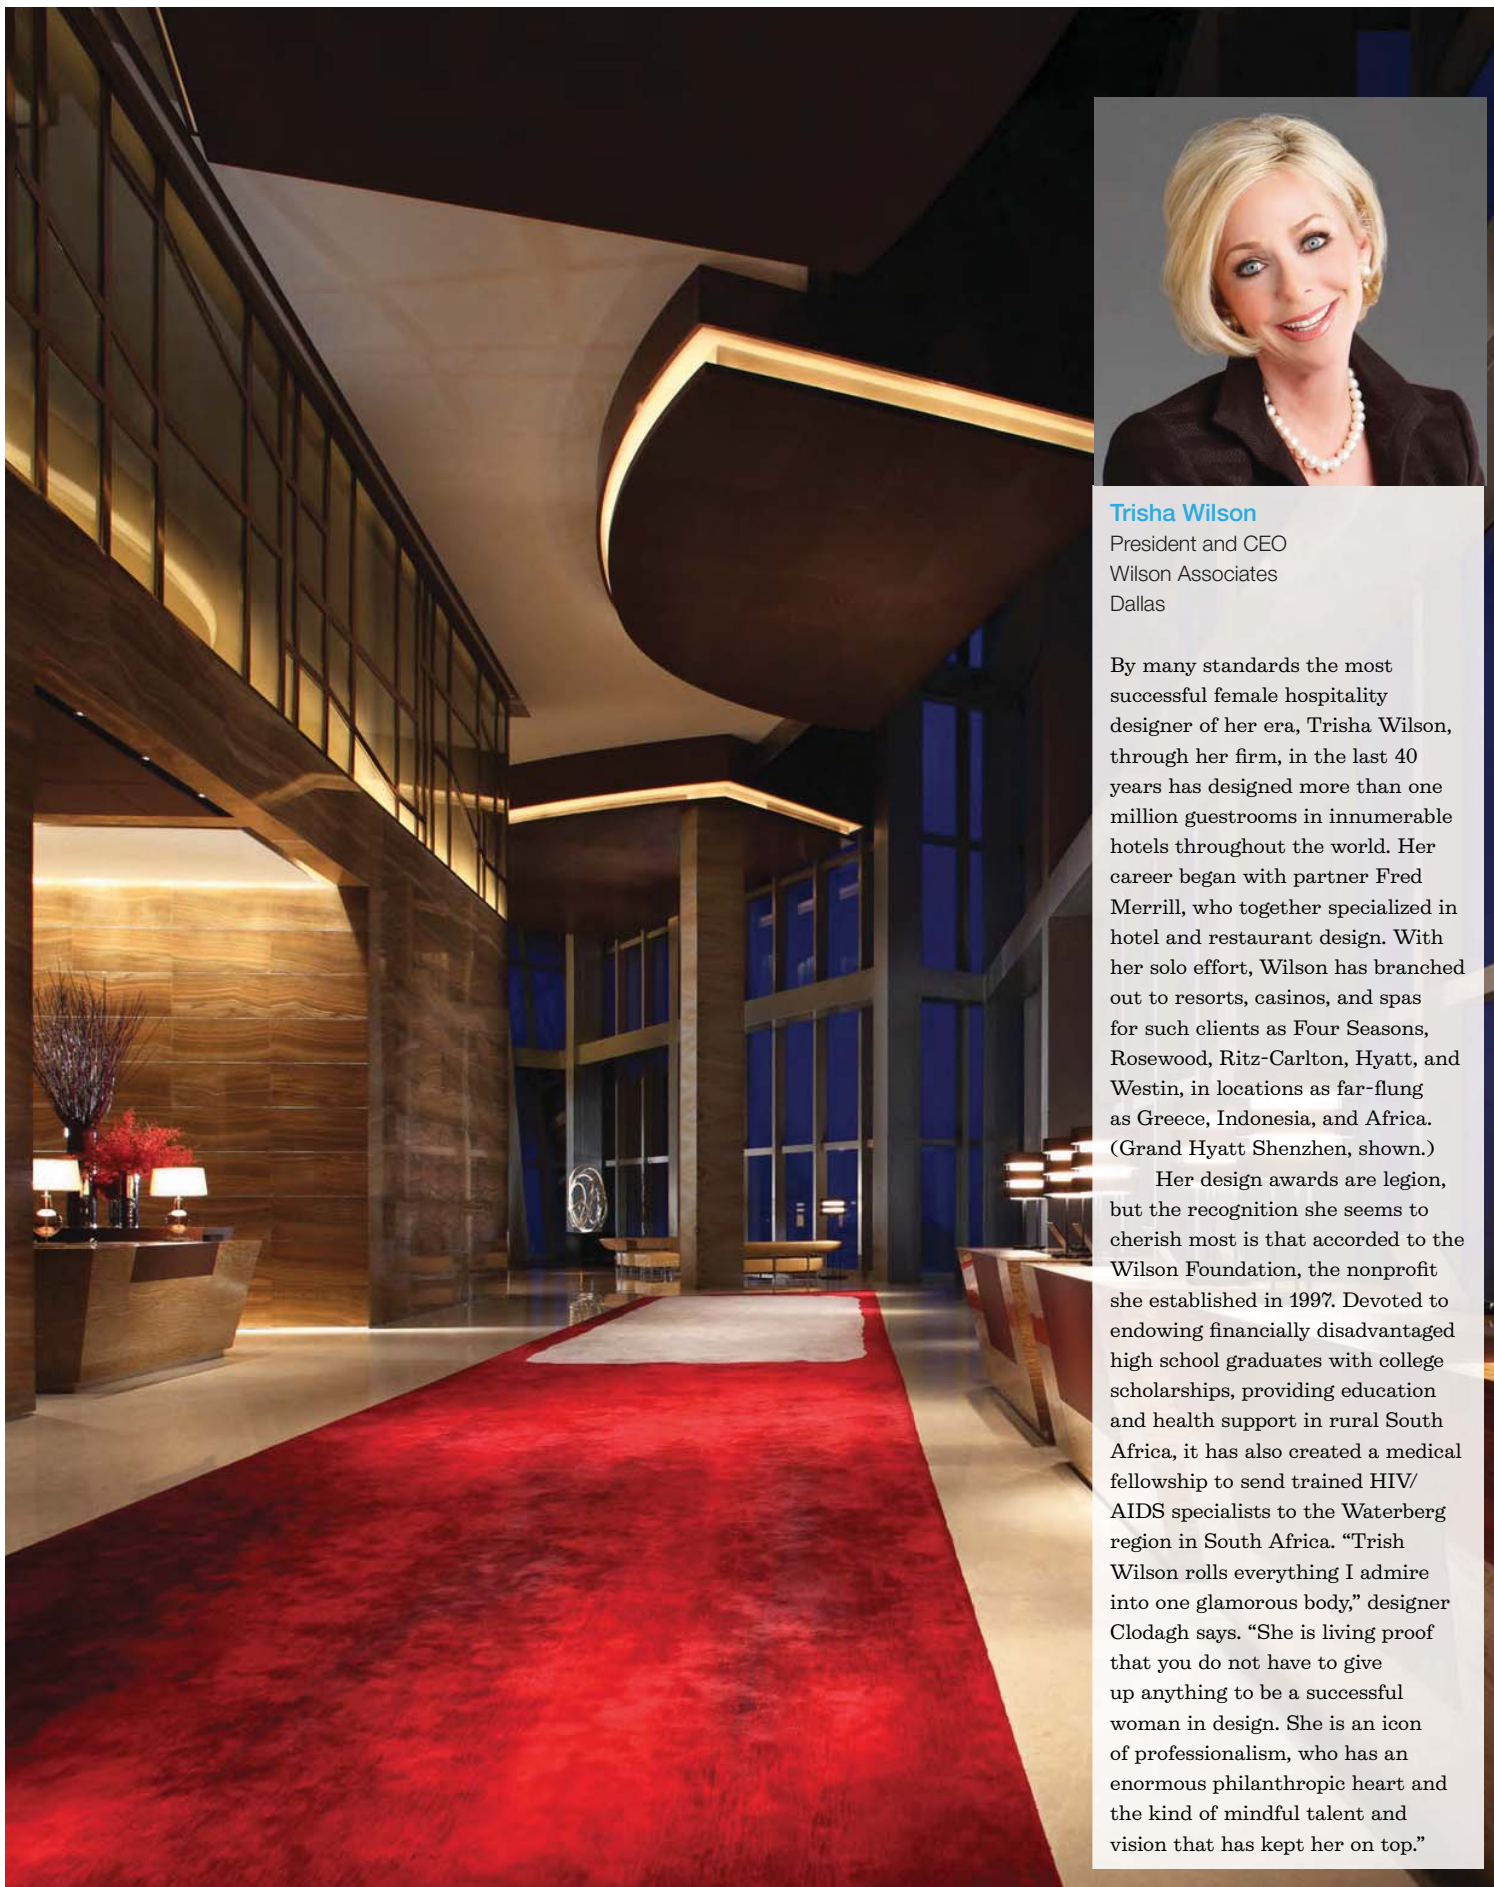 Trisha Wilson
President and CEO
Wilson Associates
Dallas
By many standards the most
successful female hospitality
designer of her era, Trisha Wilson,
through her firm, in the last 40
years has designed more than one
million guestrooms in innumerable
hotels throughout the world. Her
career began with partner Fred
Merrill, who together specialized in
hotel and restaurant design. With
her solo effort, Wilson has branched
out to resorts, casinos, and spas
for such clients as Four Seasons,
Rosewood, Ritz-Carlton, Hyatt, and
Westin, in locations as far-flung
as Greece, Indonesia, and Africa.
(Grand Hyatt Shenzhen, shown.)
Her design awards are legion,
but the recognition she seems to
cherish most is that accorded to the
Wilson Foundation, the nonprofit
she established in 1997. Devoted to
endowing financially disadvantaged
high school graduates with college
scholarships, providing education
and health support in rural South
Africa, it has also created a medical
fellowship to send trained HIV/
AIDS specialists to the Waterberg
region in South Africa. “Trish
Wilson rolls everything I admire
into one glamorous body,” designer
Clodagh says. “She is living proof
that you do not have to give
up anything to be a successful
woman in design. She is an icon
of professionalism, who has an
enormous philanthropic heart and
the kind of mindful talent and
vision that has kept her on top.”